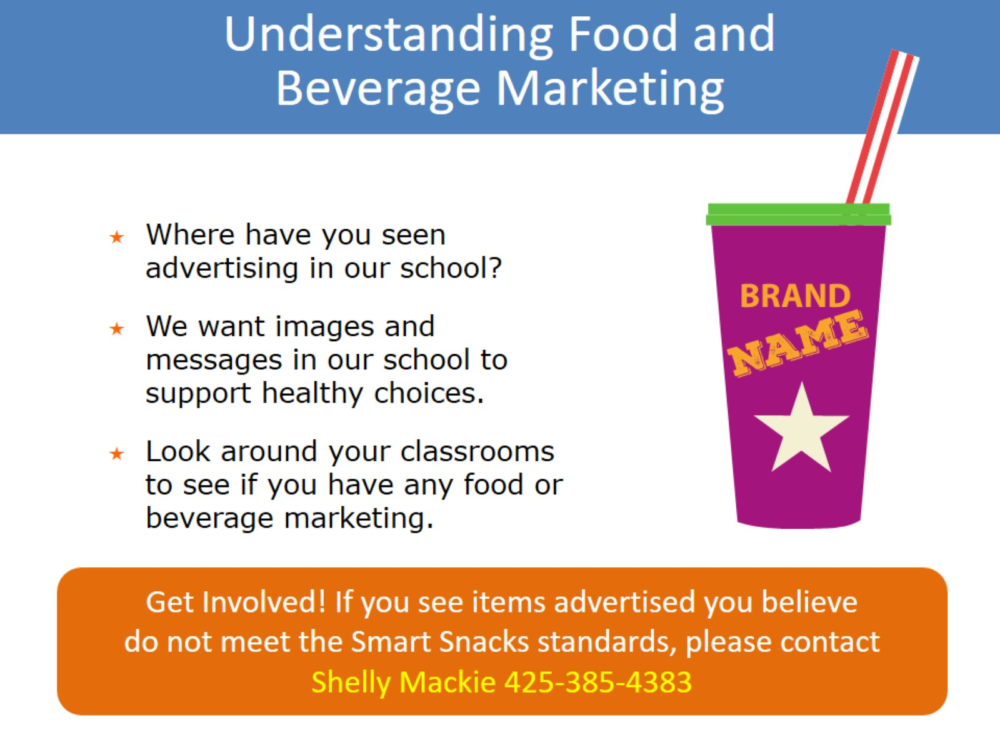 Understanding Food and
Beverage Marketing
Where have you seen
advertising in our school?
We want images and
messages in our school to
support healthy choices.
Look around your classrooms
to see if you have any food or
beverage marketing.
BRAND
NAME
Get Involved! If you see items advertised you believe
do not meet the Smart Snacks standards, please contact
Shelly Mackie 425-385-4383